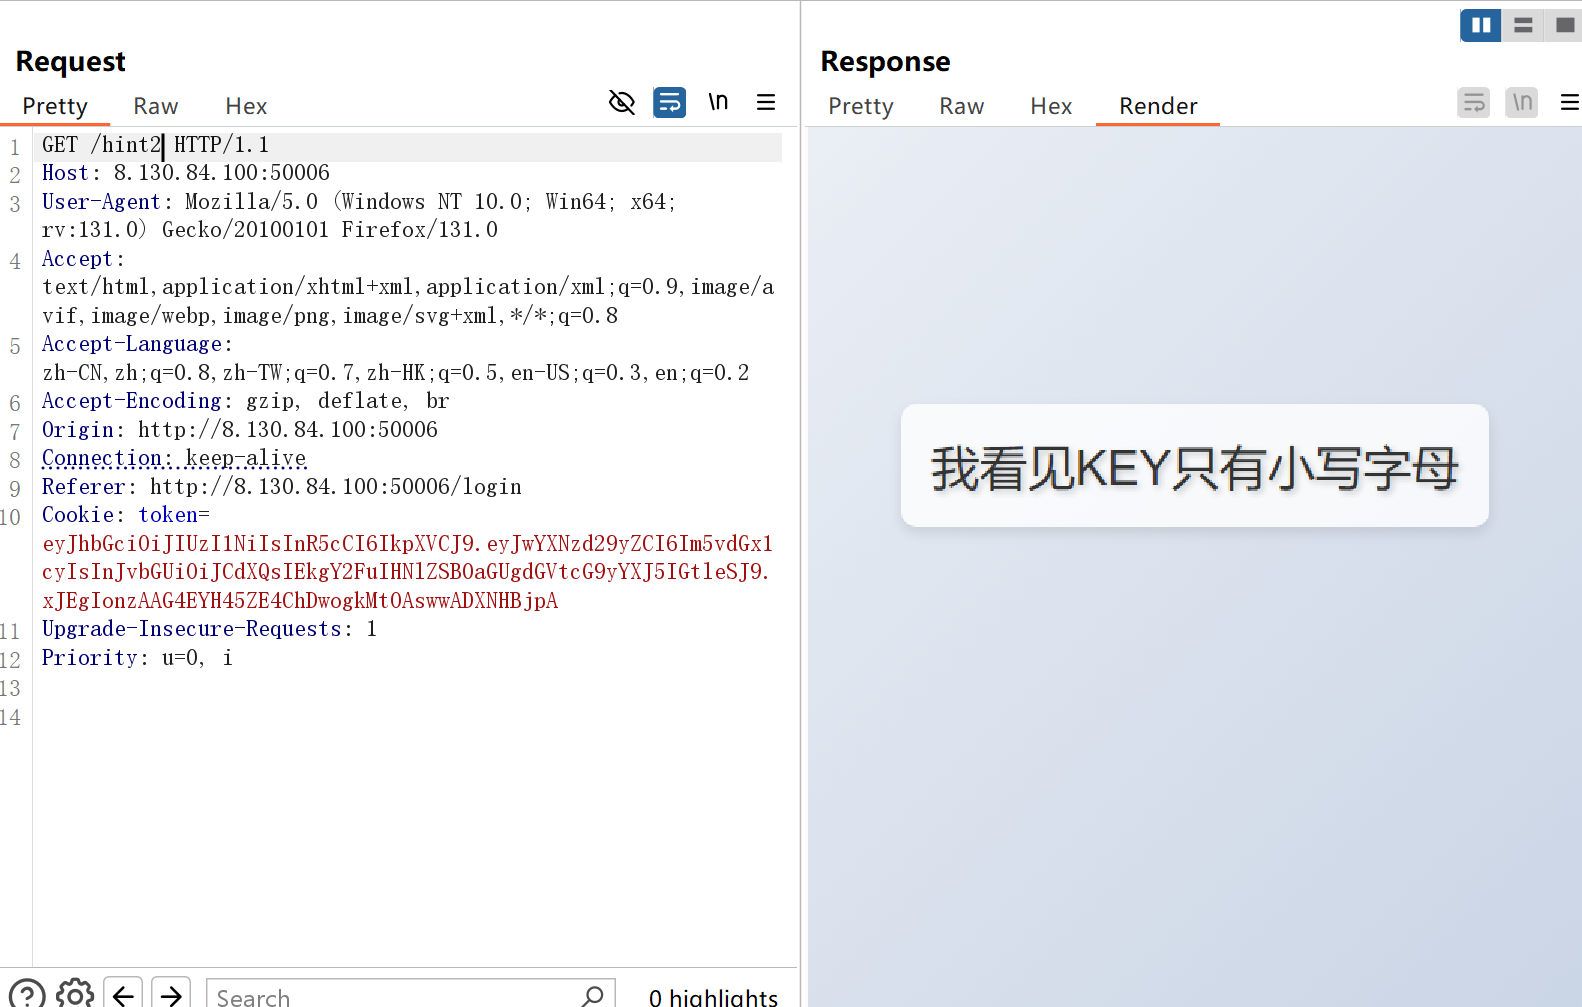 Request
Pretty Raw Hex \n
1 GET /hint2 HTTP/1.1
2 Host: 8.130.84.100:50006
3 User-Agent: Mozilla/5.0 (Windows NT 10.0; Win64; x64;
rv:131.0) Gecko/20100101 Firefox/131.0
4 Accept:
text/html,application/xhtml+xml,application/xml;q=0.9,image/a
vif,image/webp,image/png,image/svg+xml,*/*;q=0.8
5 Accept-Language:
zh-CN,zh;q=0.8,zh-TW;q=0.7,zh-HK;q=0.5,en-US;q=0.3,en;q=0.2
6 Accept-Encoding: gzip, deflate, br
7 Origin: http://8.130.84.100:50006
8 Connection: keep-alive
9 Referer: http://8.130.84.100:50006/login
10 Cookie: token=
eyJhbGciOiJIUzI1NiIsInR5cCI6IkpXVCJ9.eyJwYXNzd29yZCI6Im5vdGx1
cyIsInJvbGUiOiJCdXQsIEkgY2FuIHNlZSB0aGUgdGVtcG9yYXJ5IGtleSJ9.
xJEgIonzAAG4EYH45ZE4ChDwogkMtOAswwADXNHBjpA
11 Upgrade-Insecure-Requests: 1
12 Priority: u=0, i
13
14
Search
0 highlights
Response
Pretty Raw Hex Render \n
我看见KEY只有小写字母